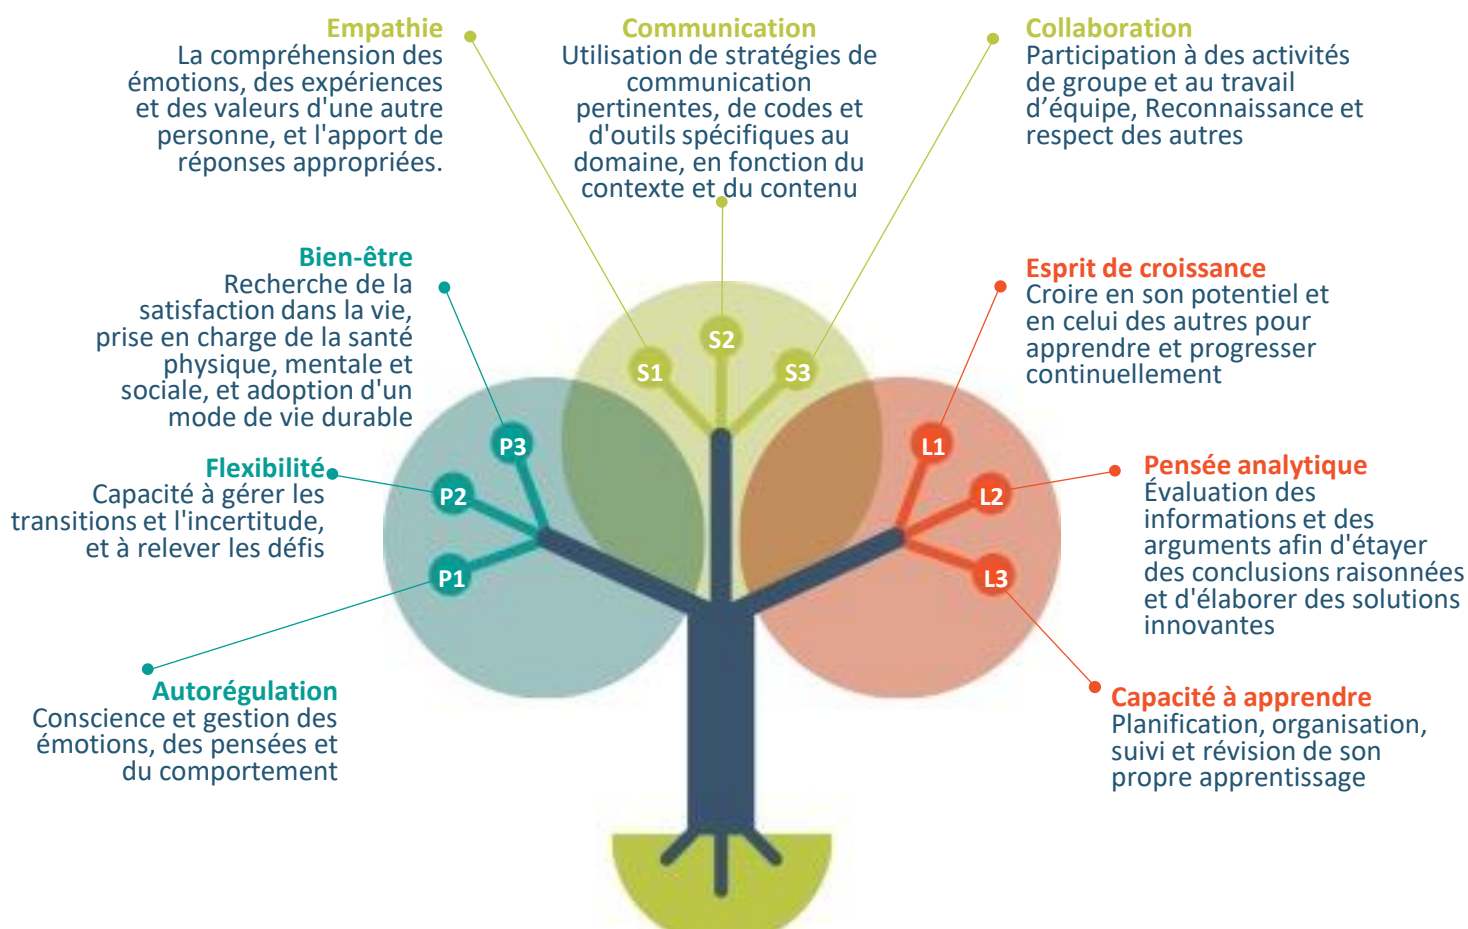 Empathie
La compréhension des
émotions, des expériences
et des valeurs d'une autre
personne, et l'apport de
réponses appropriées.
Communication
Utilisation de stratégies de
communication
pertinentes, de codes et
d'outils spécifiques au
domaine, en fonction du
contexte et du contenu
Collaboration
Participation à des activités
de groupe et au travail
d’équipe, Reconnaissance et
respect des autres
Bien-être
Recherche de la
satisfaction dans la vie,
prise en charge de la santé
physique, mentale et
sociale, et adoption d'un
mode de vie durable
Esprit de croissance
Croire en son potentiel et
en celui des autres pour
apprendre et progresser
continuellement
S1
S2
S3
P3
P2
P1
L1
L2
L3
Flexibilité
Capacité à gérer les
transitions et l'incertitude,
et à relever les défis
Pensée analytique
Évaluation des
informations et des
arguments afin d'étayer
des conclusions raisonnées
et d'élaborer des solutions
innovantes
Autorégulation
Conscience et gestion des
émotions, des pensées et
du comportement
Capacité à apprendre
Planification, organisation,
suivi et révision de son
propre apprentissage